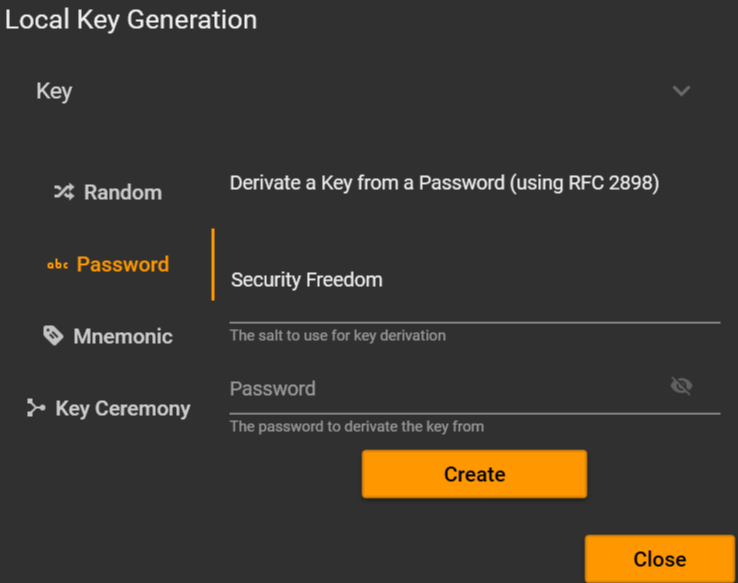 Local Key Generation
Key
Random
Derivate a Key from a Password (using RFC 2898)
abc Password
Security Freedom
The salt to use for key derivation
Mnemonic
Password
Key Ceremony
The password to derivate the key from
Create
Close